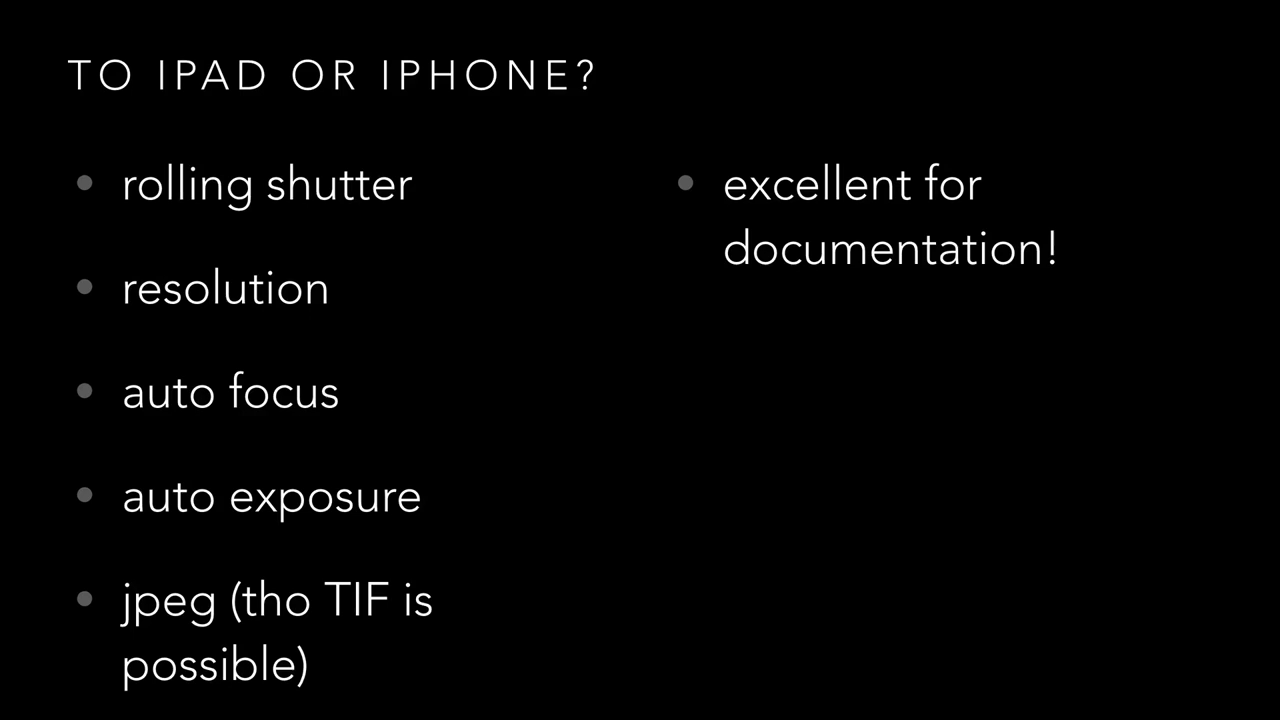 TO IPAD OR IPHONE?
• rolling shutter
• resolution
• auto focus
• auto exposure
• jpeg (tho TIF is
possible)
• excellent for
documentation!